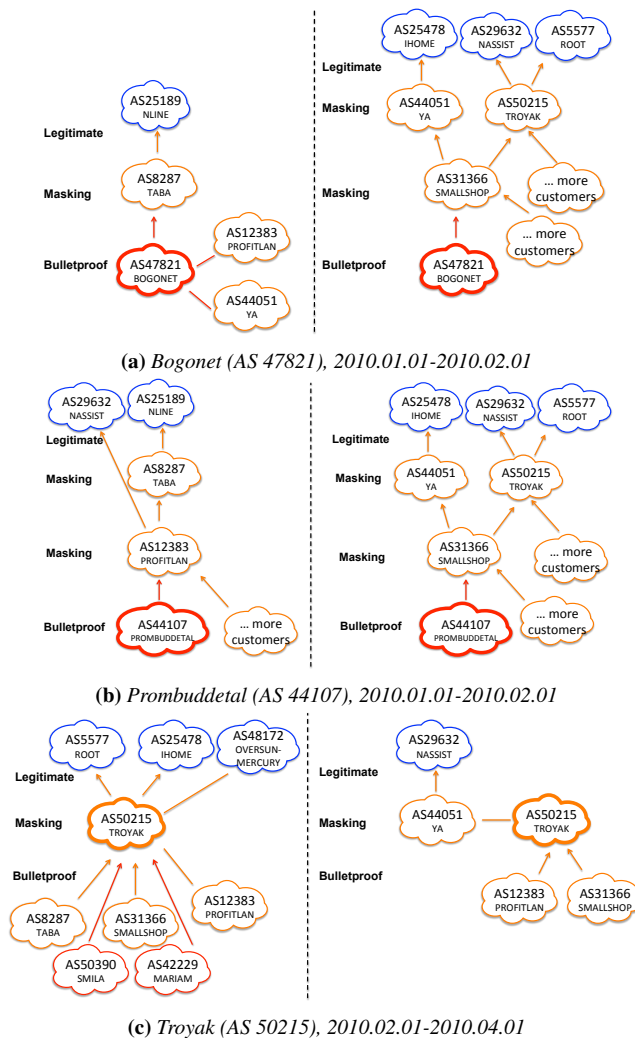 AS25189
NLINE
Legitimate
AS8287
TABA
Masking
AS12383
PROFITLAN
Bulletproof
AS47821
BOGONET
AS44051
YA
AS25478
IHOME
AS29632
NASSIST
AS5577
ROOT
Legitimate
Masking
AS44051
YA
AS50215
TROYAK
AS31366
SMALLSHOP
Masking
... more
customers
... more
customers
Bulletproof
AS47821
BOGONET
(a) Bogonet (AS 47821), 2010.01.01-2010.02.01
AS29632
NASSIST
AS25189
NLINE
Legitimate
AS8287
TABA
Masking
Masking
AS12383
PROFITLAN
Bulletproof
AS44107
PROMBUDDETAL
... more
customers
AS25478
IHOME
AS29632
NASSIST
AS5577
ROOT
Legitimate
Masking
AS44051
YA
AS50215
TROYAK
Masking
AS31366
SMALLSHOP
... more
customers
Bulletproof
AS44107
PROMBUDDETAL
... more
customers
(b) Prombuddetal (AS 44107), 2010.01.01-2010.02.01
AS5577
ROOT
AS25478
IHOME
AS48172
OVERSUN-
MERCURY
Legitimate
Masking
AS50215
TROYAK
Bulletproof
AS8287
TABA
AS31366
SMALLSHOP
AS12383
PROFITLAN
AS50390
SMILA
AS42229
MARIAM
AS29632
NASSIST
Legitimate
Masking
AS44051
YA
AS50215
TROYAK
Bulletproof
AS12383
PROFITLAN
AS31366
SMALLSHOP
(c) Troyak (AS 50215), 2010.02.01-2010.04.01